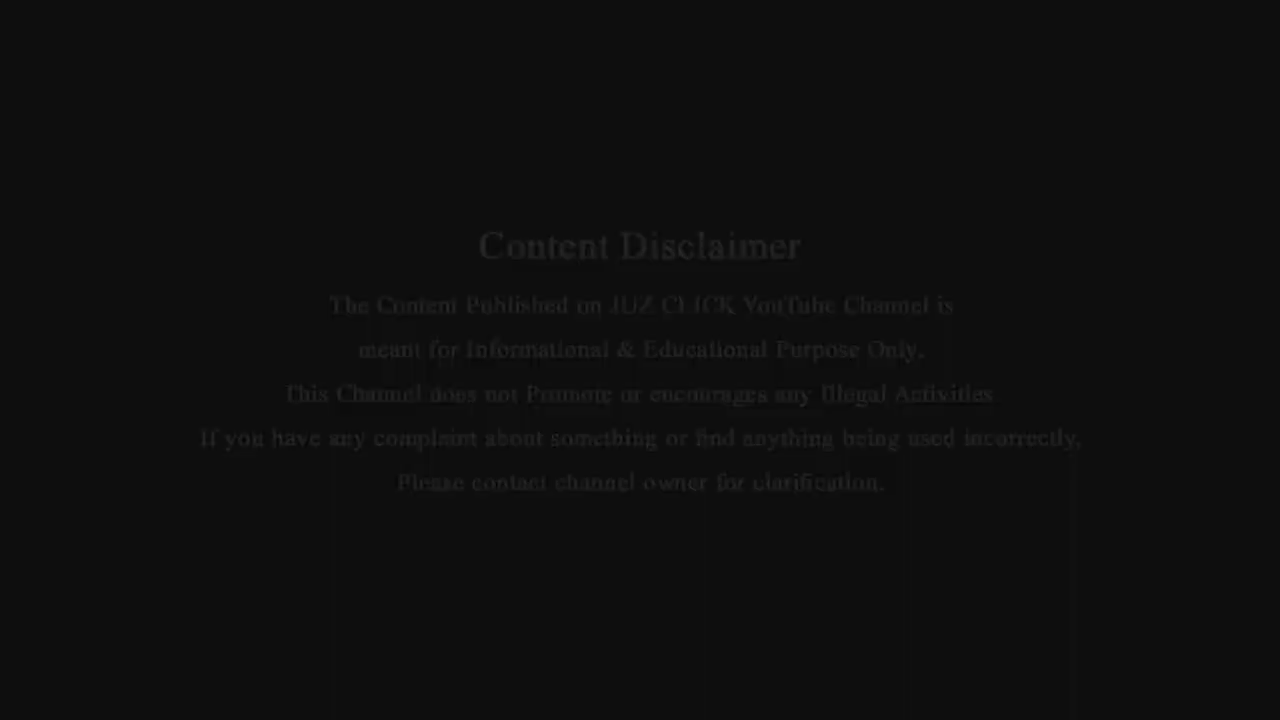 Content Disclaimer
The Content Published on JUZ CLICK YouTube Channel is
meant for Informational & Educational Purpose Only.
This Channel does not Promote or encourages any Illegal Activities
If you have any complaint about something or find anything being used incorrectly,
Please contact channel owner for clarification.